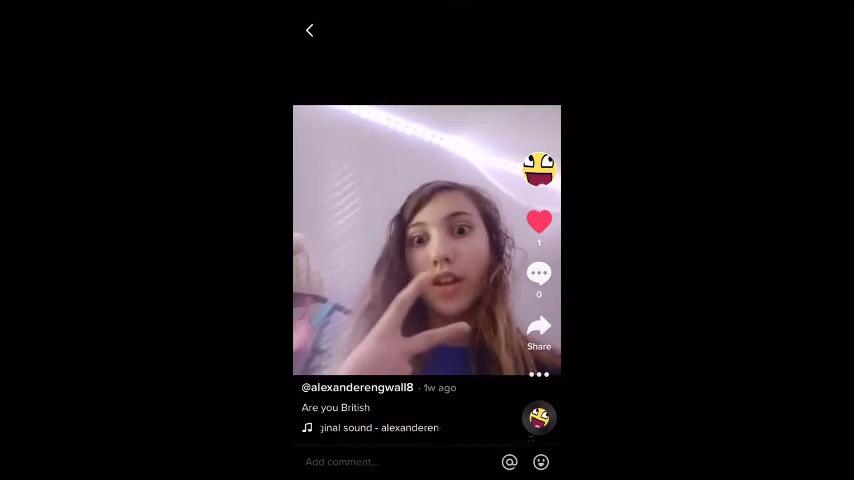 1
0
Share
@alexanderengwall8 · 1w ago
Are you British
ginal sound - alexanderen
Add comment...